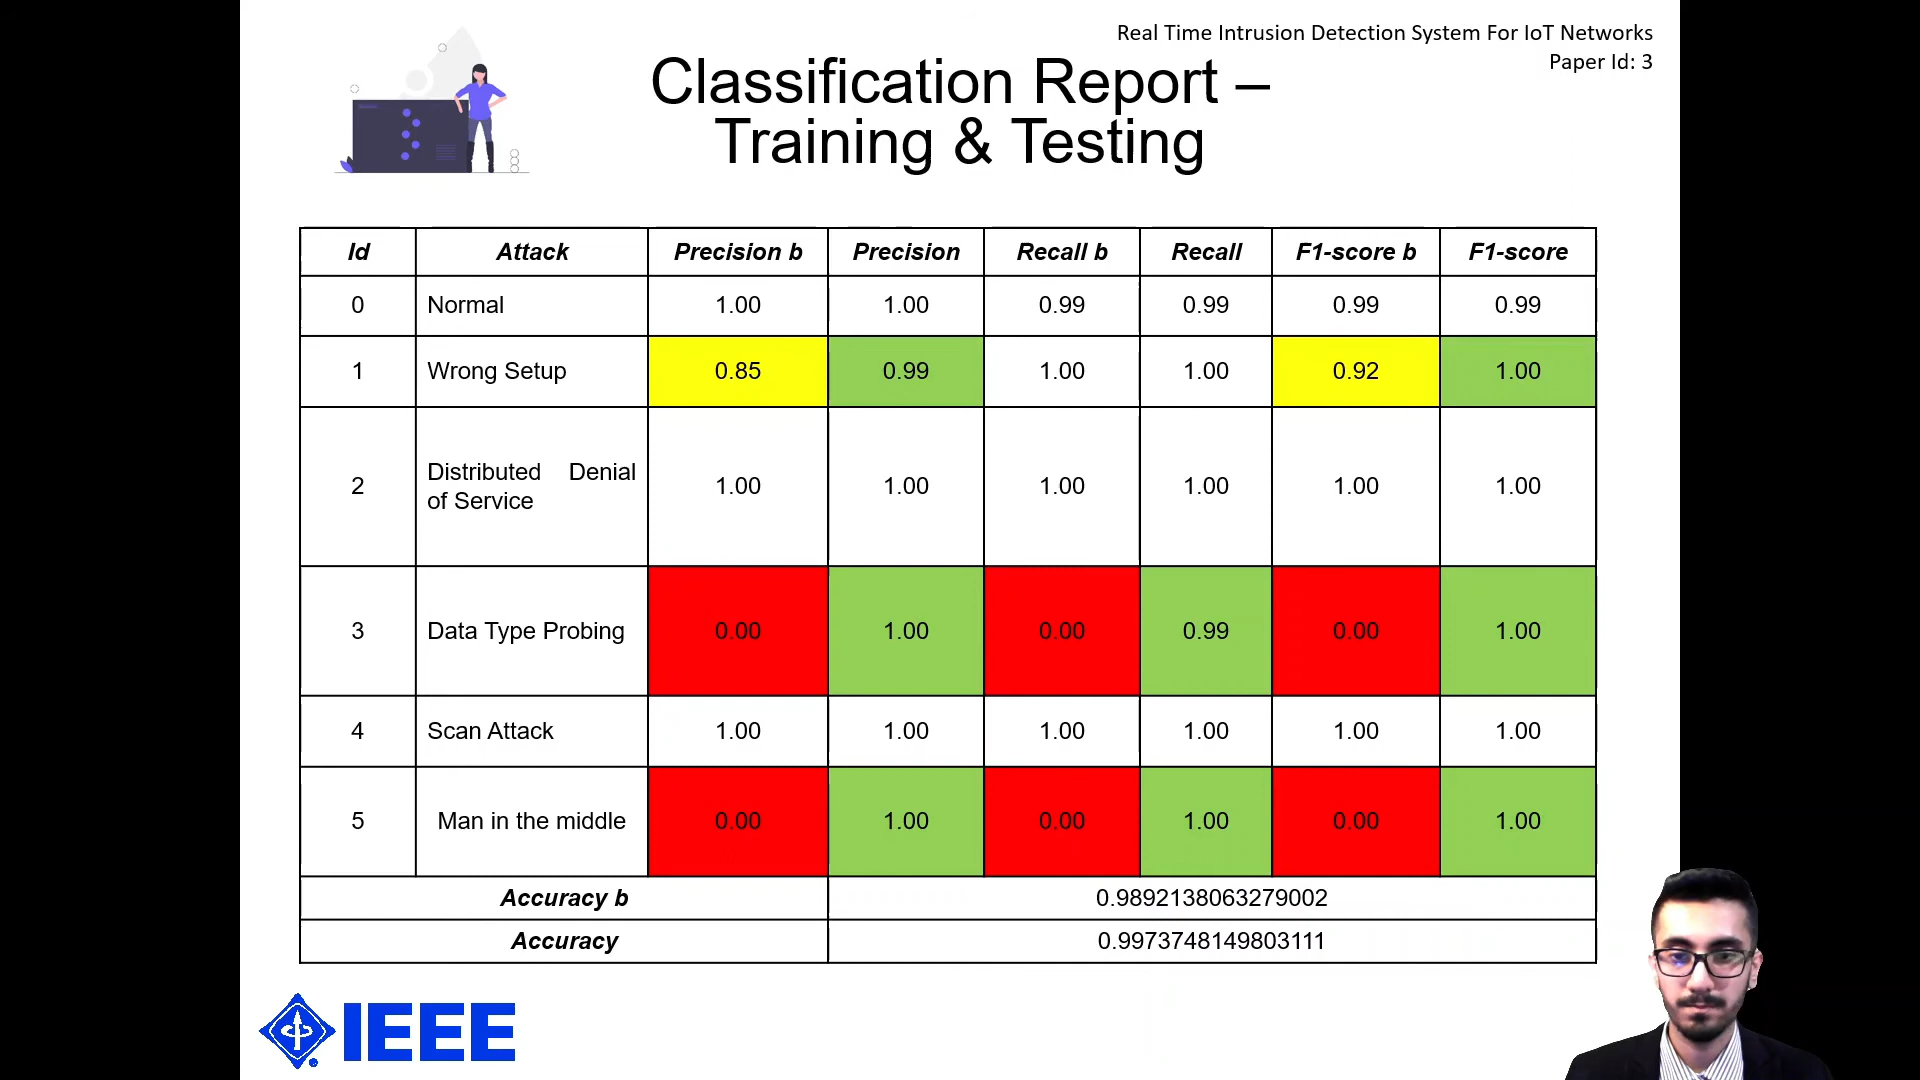 Real Time Intrusion Detection System For IoT Networks
Paper Id: 3
Classification Report –
Training & Testing
Id Attack Precision b Precision Recall b Recall F1-score b F1-score
0 Normal 1.00 1.00 0.99 0.99 0.99 0.99
1 Wrong Setup 0.85 0.99 1.00 1.00 0.92 1.00
2 Distributed Denial
of Service 1.00 1.00 1.00 1.00 1.00 1.00
3 Data Type Probing 0.00 1.00 0.00 0.99 0.00 1.00
4 Scan Attack 1.00 1.00 1.00 1.00 1.00 1.00
5 Man in the middle 0.00 1.00 0.00 1.00 0.00 1.00
Accuracy b 0.9892138063279002
Accuracy 0.9973748149803111
IEEE